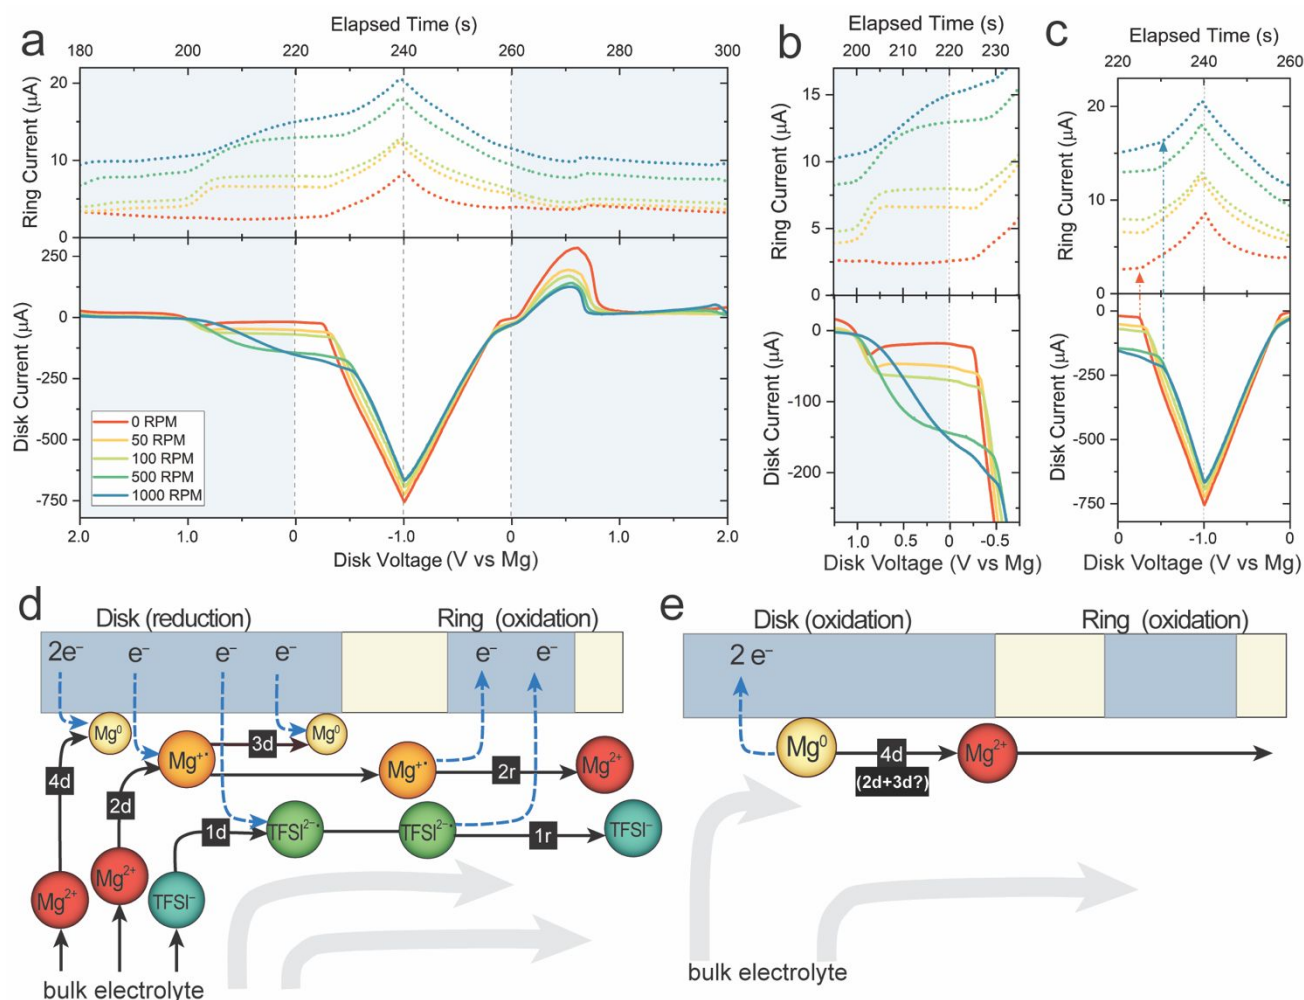 a
Elapsed Time (s)
180 200 220 240 260 280 300
Ring Current (µA)
20
10
0
Disk Current (µA)
250
0
-250
-500
-750
0 RPM
50 RPM
100 RPM
500 RPM
1000 RPM
2.0 1.0 0 -1.0 0 1.0 2.0
Disk Voltage (V vs Mg)
b
Elapsed Time (s)
200 210 220 230
Ring Current (µA)
15
10
5
0
Disk Current (µA)
0
-100
-200
1.0 0.5 0 -0.5
Disk Voltage (V vs Mg)
c
Elapsed Time (s)
220 240 260
Ring Current (µA)
20
10
0
Disk Current (µA)
0
-250
-500
-750
0 -1.0 0
Disk Voltage (V vs Mg)
d
Disk (reduction) Ring (oxidation)
2e⁻ e⁻ e⁻ e⁻ e⁻ e⁻
Mg⁰ Mg⁺• 3d Mg⁰ Mg⁺• 2r Mg²⁺
4d 2d 1d TFSI²⁻• TFSI²⁻• 1r TFSI⁻
Mg²⁺ Mg²⁺ TFSI⁻
bulk electrolyte
e
Disk (oxidation) Ring (oxidation)
2 e⁻
Mg⁰ 4d Mg²⁺
(2d+3d?)
bulk electrolyte